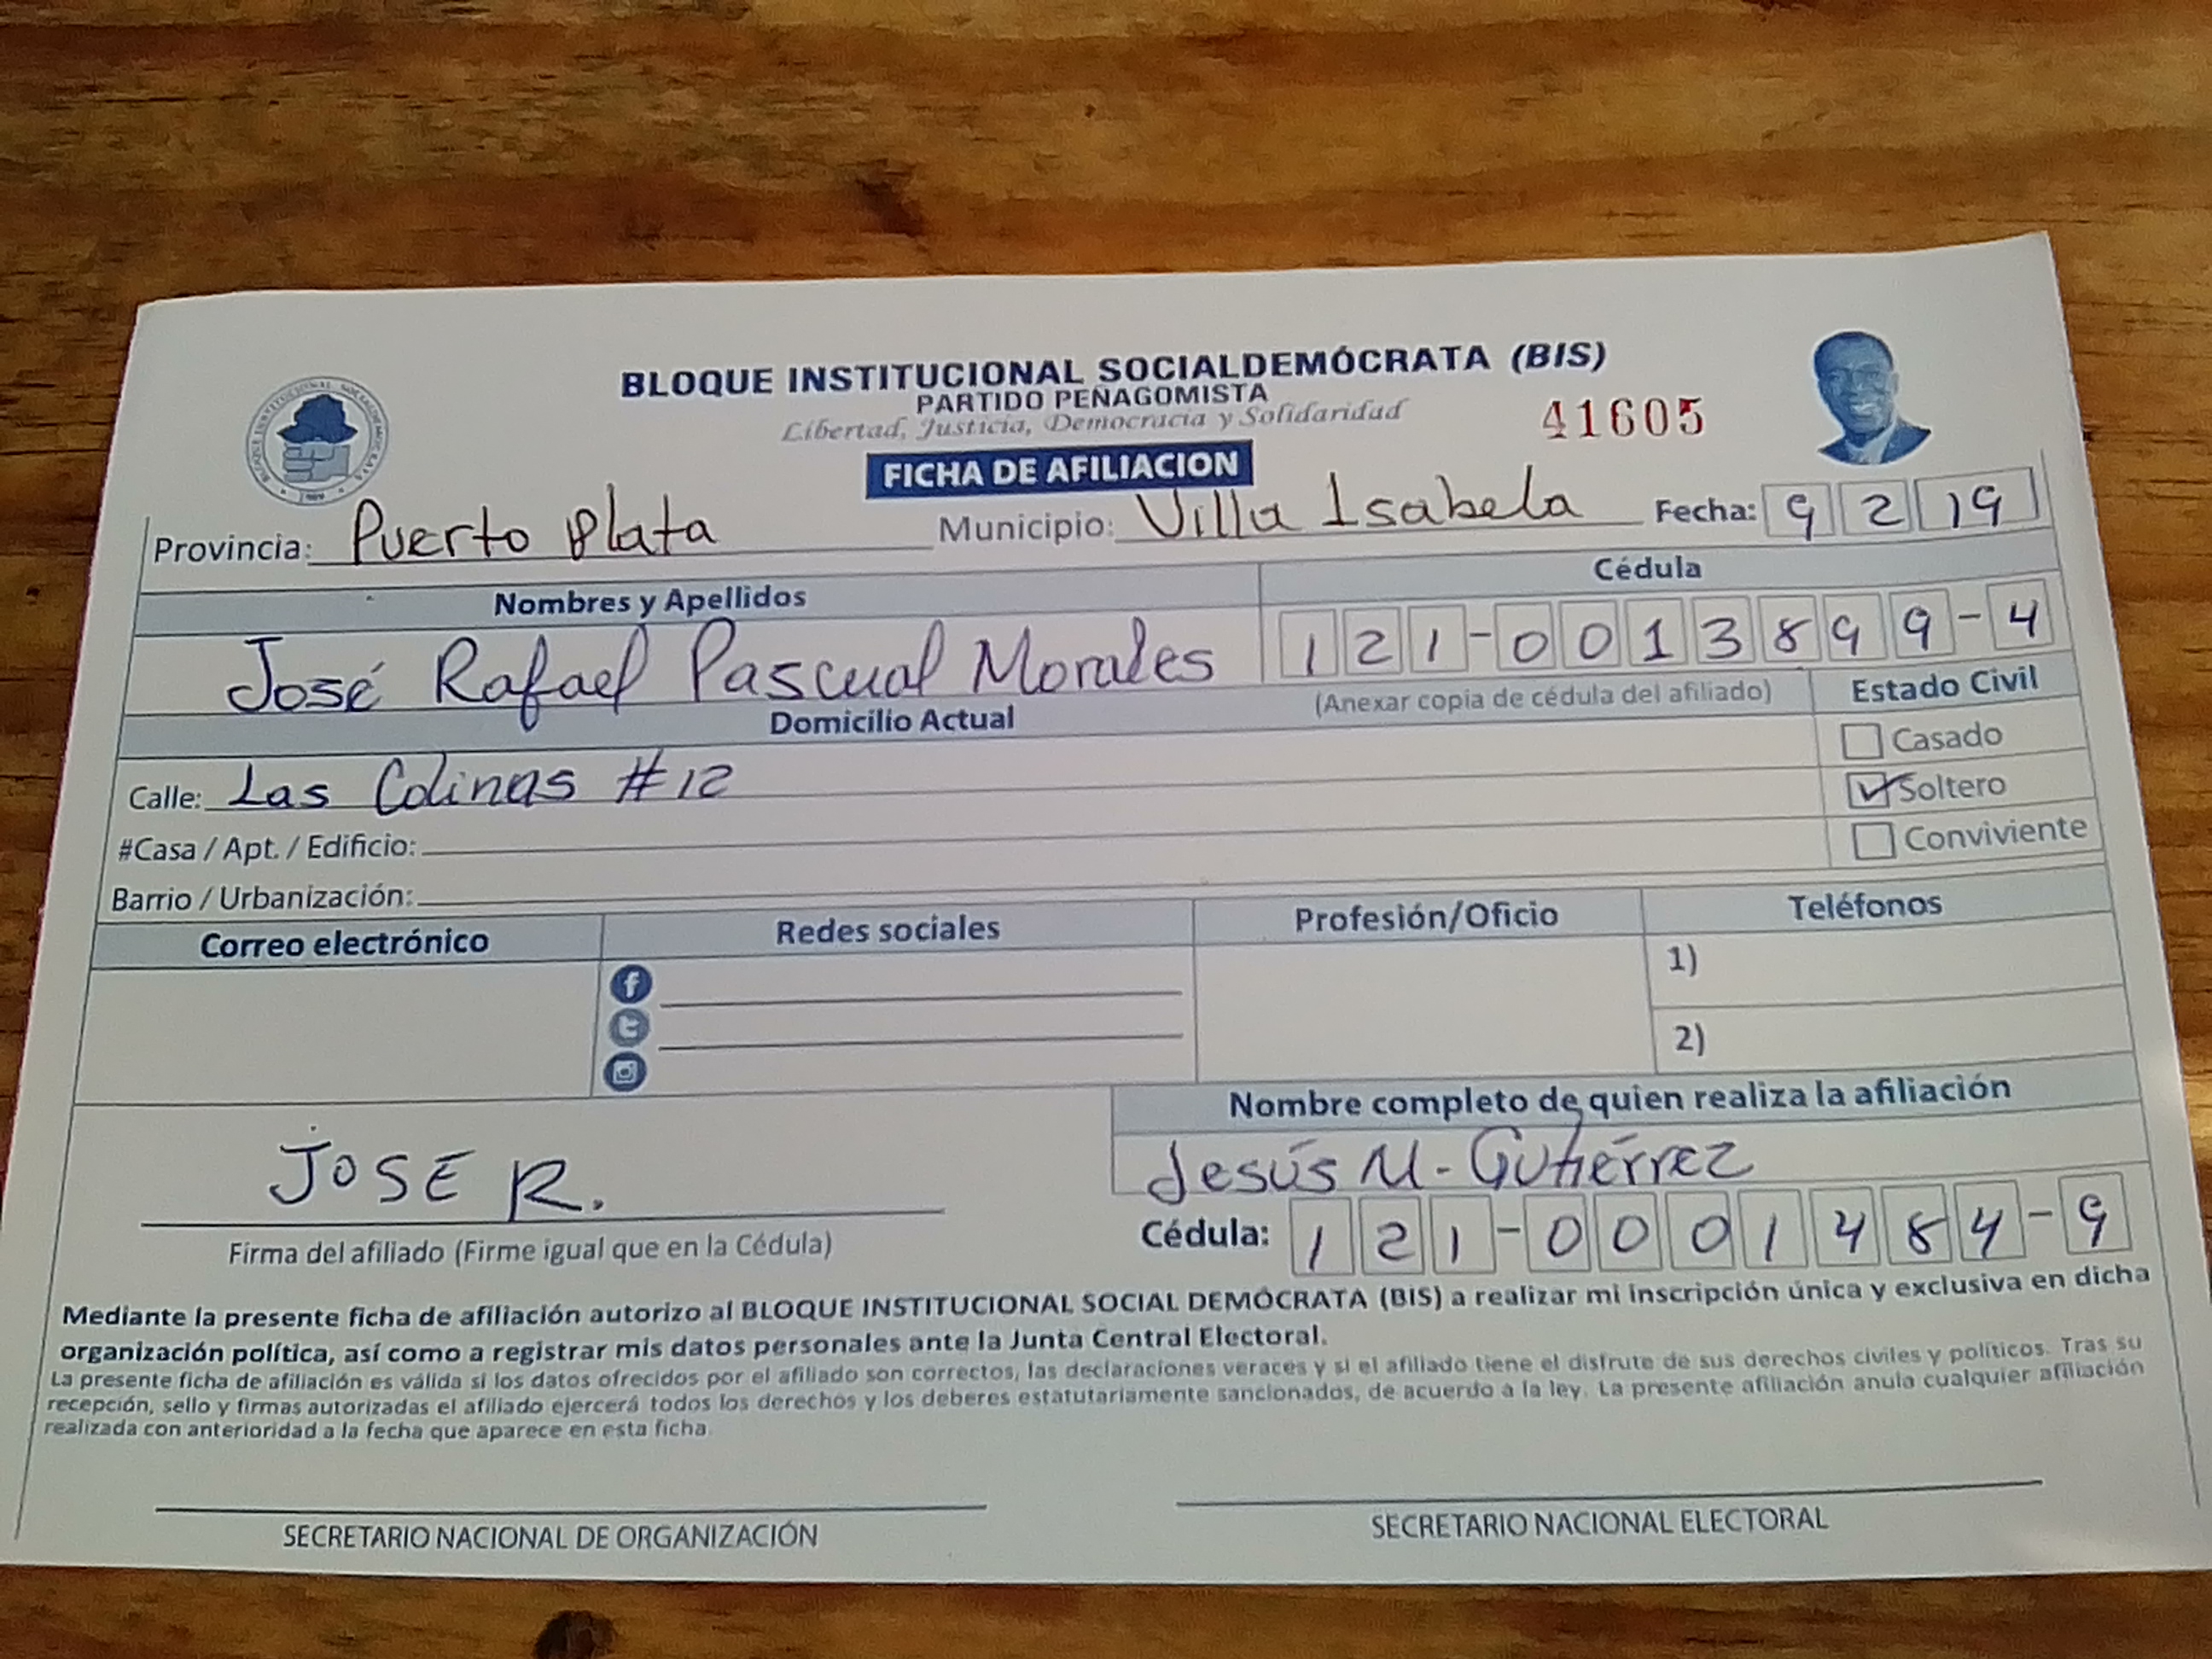 BLOQUE INSTITUCIONAL SOCIALDEMÓCRATA (BIS)
PARTIDO PEÑAGOMISTA
Libertad, Justicia, Democracia y Solidaridad
41605
FICHA DE AFILIACION
Provincia: Puerto Plata Municipio: Villa Isabela Fecha: 9 2 19
Nombres y Apellidos Cédula
José Rafael Pascual Morales 121-0013899-4
(Anexar copia de cédula del afiliado) Estado Civil
Domicilio Actual
Casado
Calle: Las Colinas #12
Soltero
#Casa / Apt. / Edificio:
Conviviente
Barrio / Urbanización:
Correo electrónico Redes sociales Profesión/Oficio Teléfonos
1)
2)
Nombre completo de quien realiza la afiliación
JOSE R. Jesús M. Gutiérrez
Firma del afiliado (Firme igual que en la Cédula) Cédula: 121-0001484-9
Mediante la presente ficha de afiliación autorizo al BLOQUE INSTITUCIONAL SOCIAL DEMÓCRATA (BIS) a realizar mi inscripción única y exclusiva en dicha
organización política, así como a registrar mis datos personales ante la Junta Central Electoral.
La presente ficha de afiliación es válida si los datos ofrecidos por el afiliado son correctos, las declaraciones veraces y si el afiliado tiene el disfrute de sus derechos civiles y políticos. Tras su
recepción, sello y firmas autorizadas el afiliado ejercerá todos los derechos y los deberes estatutariamente sancionados, de acuerdo a la ley. La presente afiliación anula cualquier afiliación
realizada con anterioridad a la fecha que aparece en esta ficha.
SECRETARIO NACIONAL DE ORGANIZACIÓN SECRETARIO NACIONAL ELECTORAL